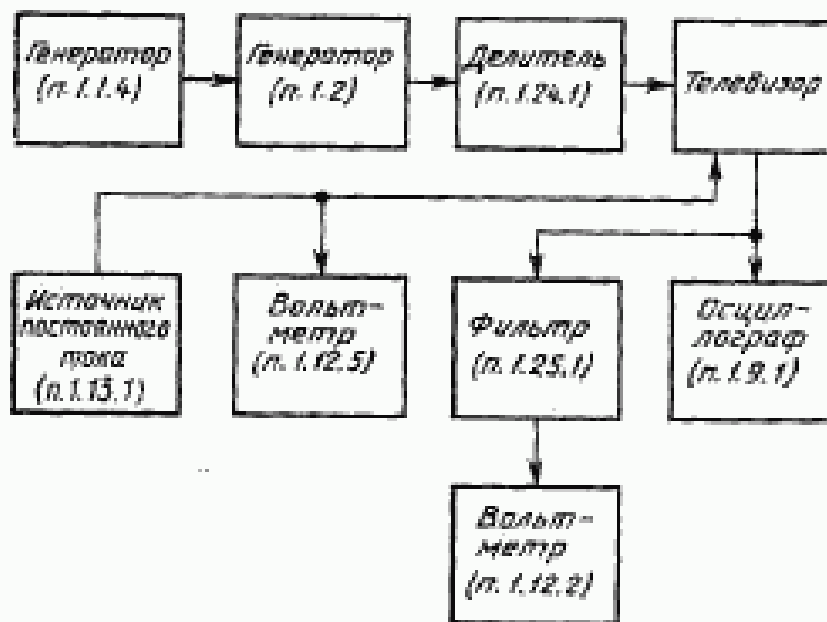 Генератор
(п. 1.1.4)
Генератор
(п. 1.2)
Делитель
(п. 1.24.1)
Телевизор
Источник
постоянного
тока
(п. 1.13.1)
Вольт-
метр
(п. 1.12.5)
Фильтр
(п. 1.25.1)
Осцил-
лограф
(п. 1.9.1)
Вольт-
метр
(п. 1.12.2)